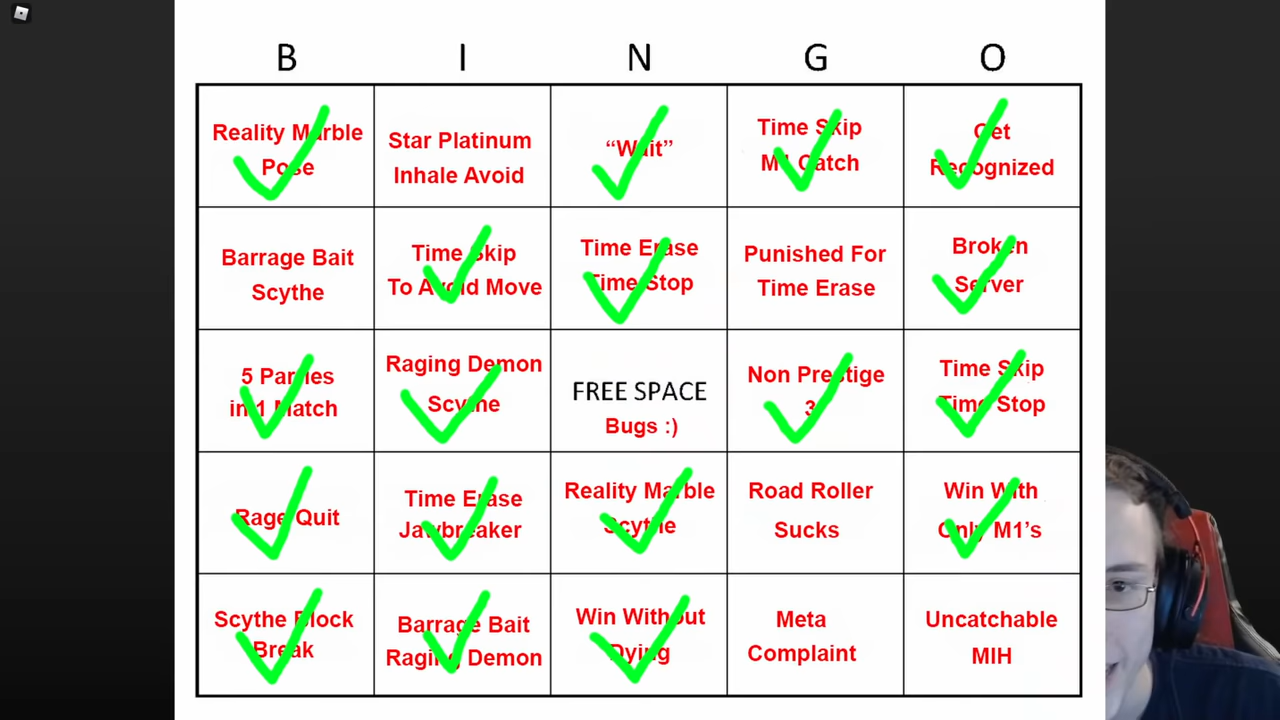 B I N G O
Reality Marble
Pose
Star Platinum
Inhale Avoid
“Wait”
Time Skip
M1 Catch
Get
Recognized
Barrage Bait
Scythe
Time Skip
To Avoid Move
Time Erase
Time Stop
Punished For
Time Erase
Broken
Server
5 Parries
in 1 Match
Raging Demon
Scythe
FREE SPACE
Bugs :)
Non Prestige
3
Time Skip
Time Stop
Rage Quit
Time Erase
Jawbreaker
Reality Marble
Scythe
Road Roller
Sucks
Win With
Only M1’s
Scythe Block
Break
Barrage Bait
Raging Demon
Win Without
Dying
Meta
Complaint
Uncatchable
MIH